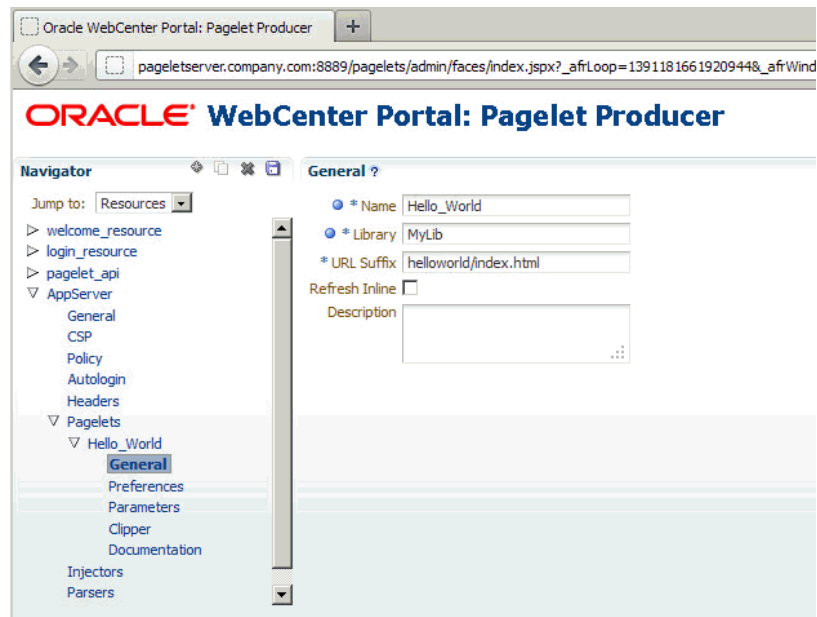 Oracle WebCenter Portal: Pagelet Producer
pageletserver.company.com:8889/pagelets/admin/faces/index.jspx?_afrLoop=1391181661920944&_afrWind
ORACLE WebCenter Portal: Pagelet Producer
Navigator
Jump to: Resources
welcome_resource
login_resource
pagelet_api
AppServer
General
CSP
Policy
Autologin
Headers
Pagelets
Hello_World
General
Preferences
Parameters
Clipper
Documentation
Injectors
Parsers
General ?
* Name Hello_World
* Library MyLib
* URL Suffix helloworld/index.html
Refresh Inline
Description